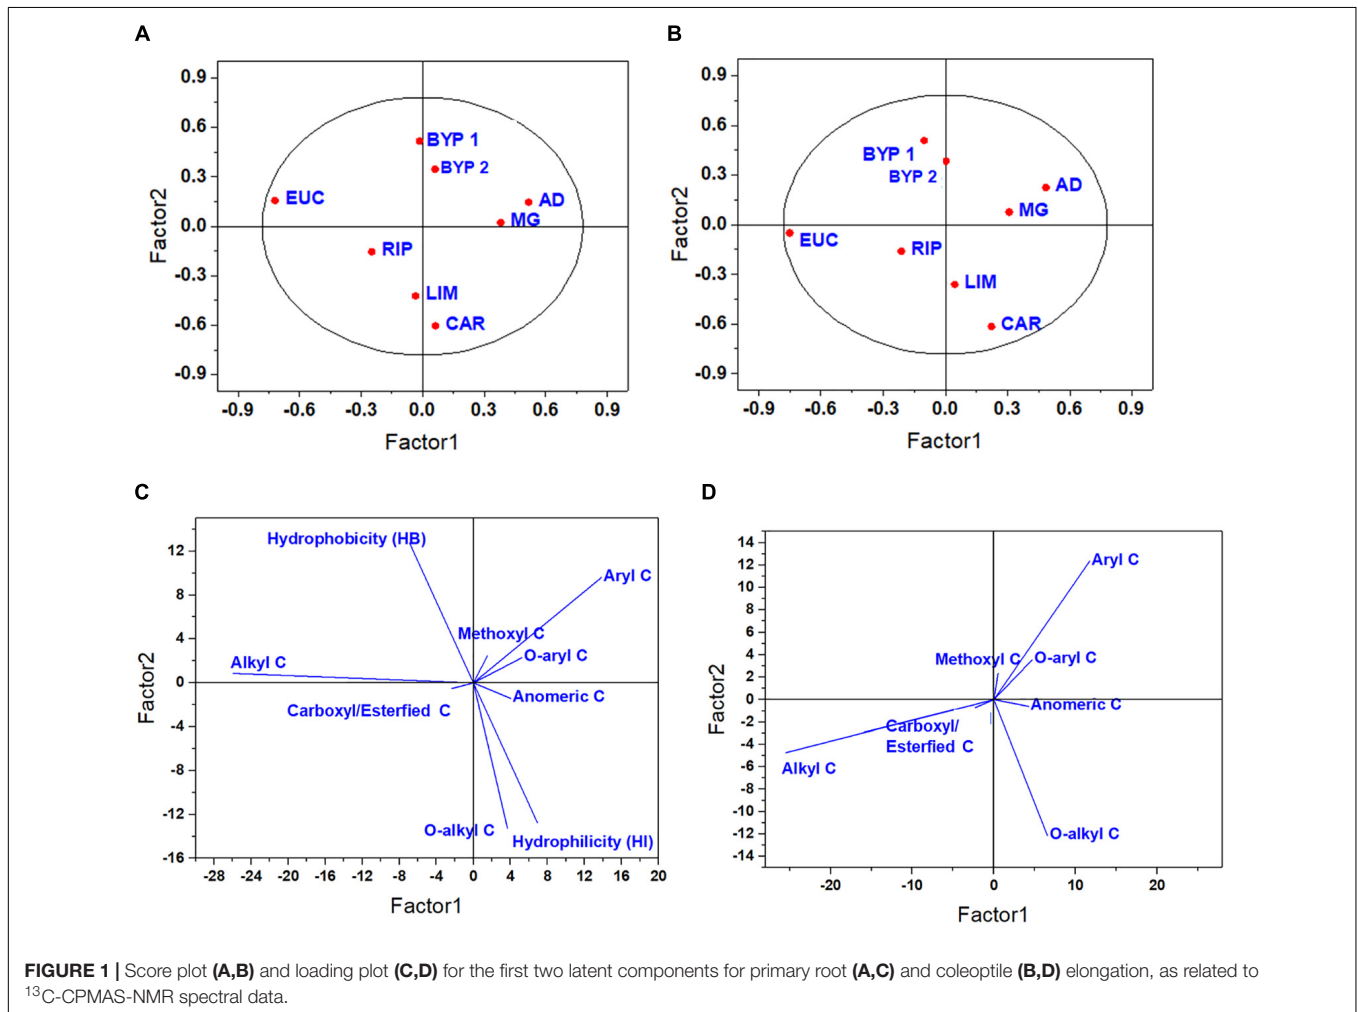 A
0.9
0.6
0.3
0.0
-0.3
-0.6
-0.9
Factor2
BYP 1
BYP 2
EUC
AD
MG
RIP
LIM
CAR
-0.9 -0.6 -0.3 0.0 0.3 0.6 0.9
Factor1
B
0.9
0.6
0.3
0.0
-0.3
-0.6
-0.9
Factor2
BYP 1
BYP 2
AD
MG
EUC
RIP
LIM
CAR
-0.9 -0.6 -0.3 0.0 0.3 0.6 0.9
Factor1
C
12
8
4
0
-4
-8
-12
-16
Factor2
Hydrophobicity (HB)
Aryl C
Methoxyl C
O-aryl C
Alkyl C
Anomeric C
Carboxyl/Esterfied C
O-alkyl C
Hydrophilicity (HI)
-28 -24 -20 -16 -12 -8 -4 0 4 8 12 16 20
Factor1
D
14
12
10
8
6
4
2
0
-2
-4
-6
-8
-10
-12
-14
Factor2
Aryl C
Methoxyl C
O-aryl C
Anomeric C
Carboxyl/
Esterfied C
Alkyl C
O-alkyl C
-20 -10 0 10 20
Factor1
FIGURE 1 | Score plot (A,B) and loading plot (C,D) for the first two latent components for primary root (A,C) and coleoptile (B,D) elongation, as related to
¹³C-CPMAS-NMR spectral data.